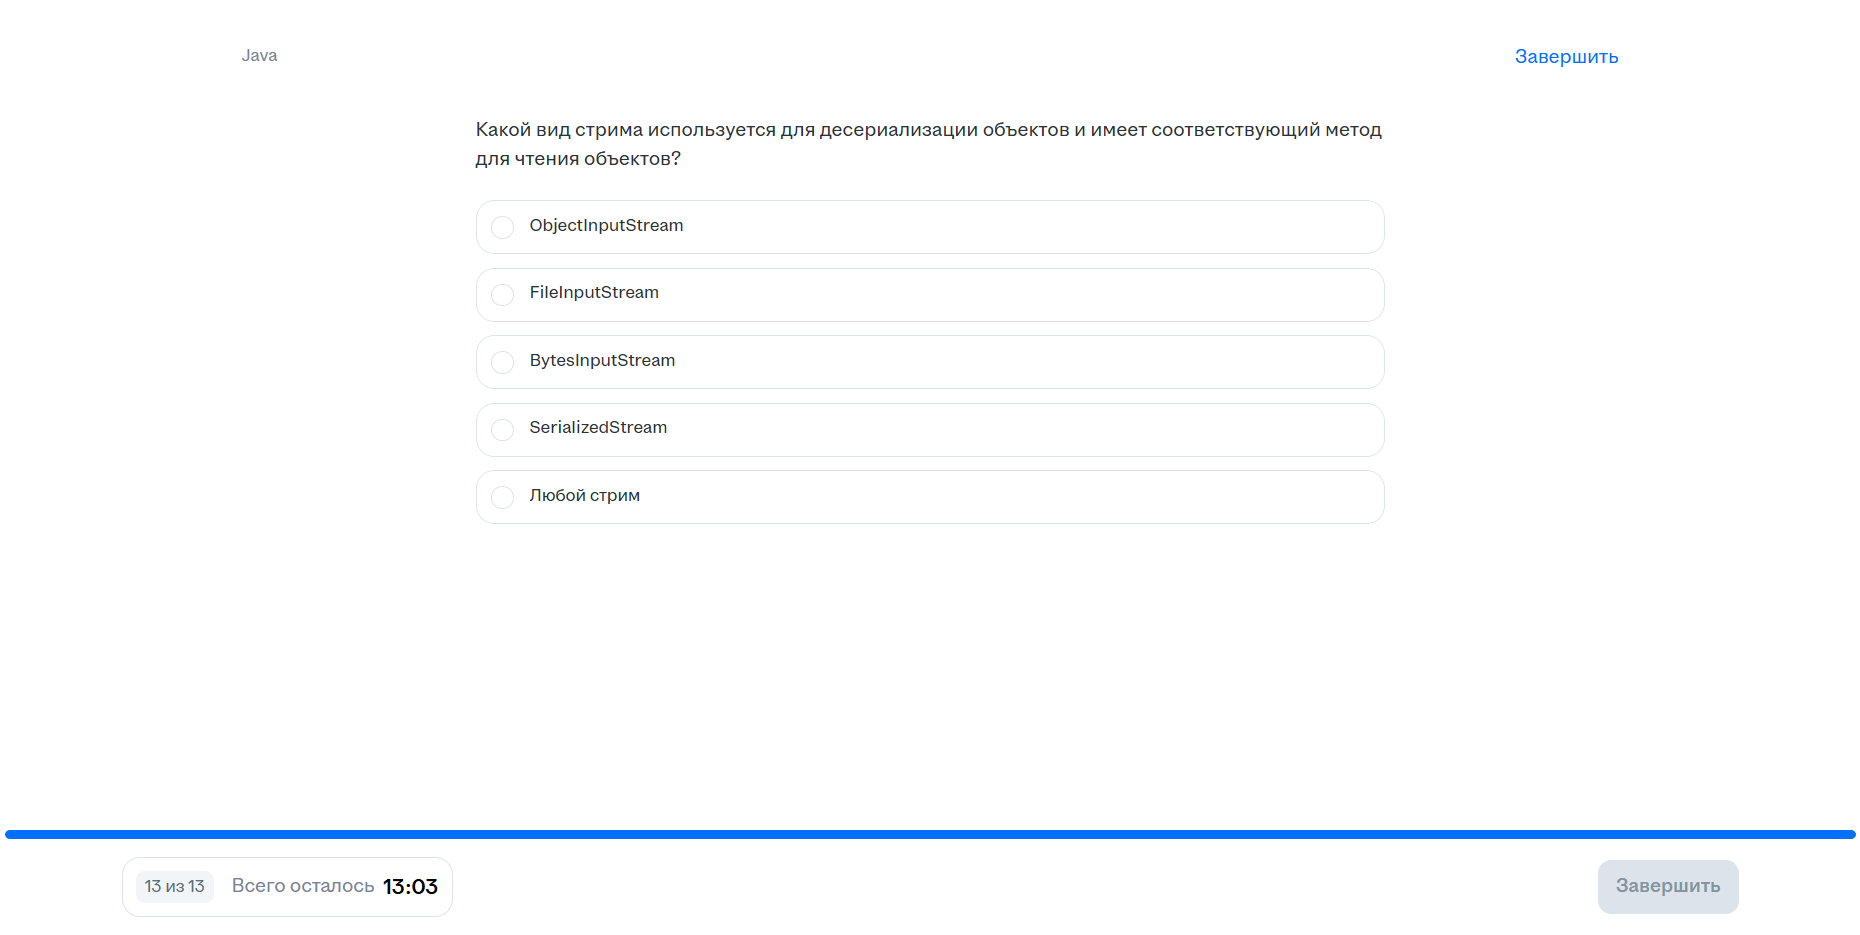 Java
Завершить
Какой вид стрима используется для десериализации объектов и имеет соответствующий метод
для чтения объектов?
ObjectInputStream
FileInputStream
BytesInputStream
SerializedStream
Любой стрим
13 из 13
Всего осталось 13:03
Завершить